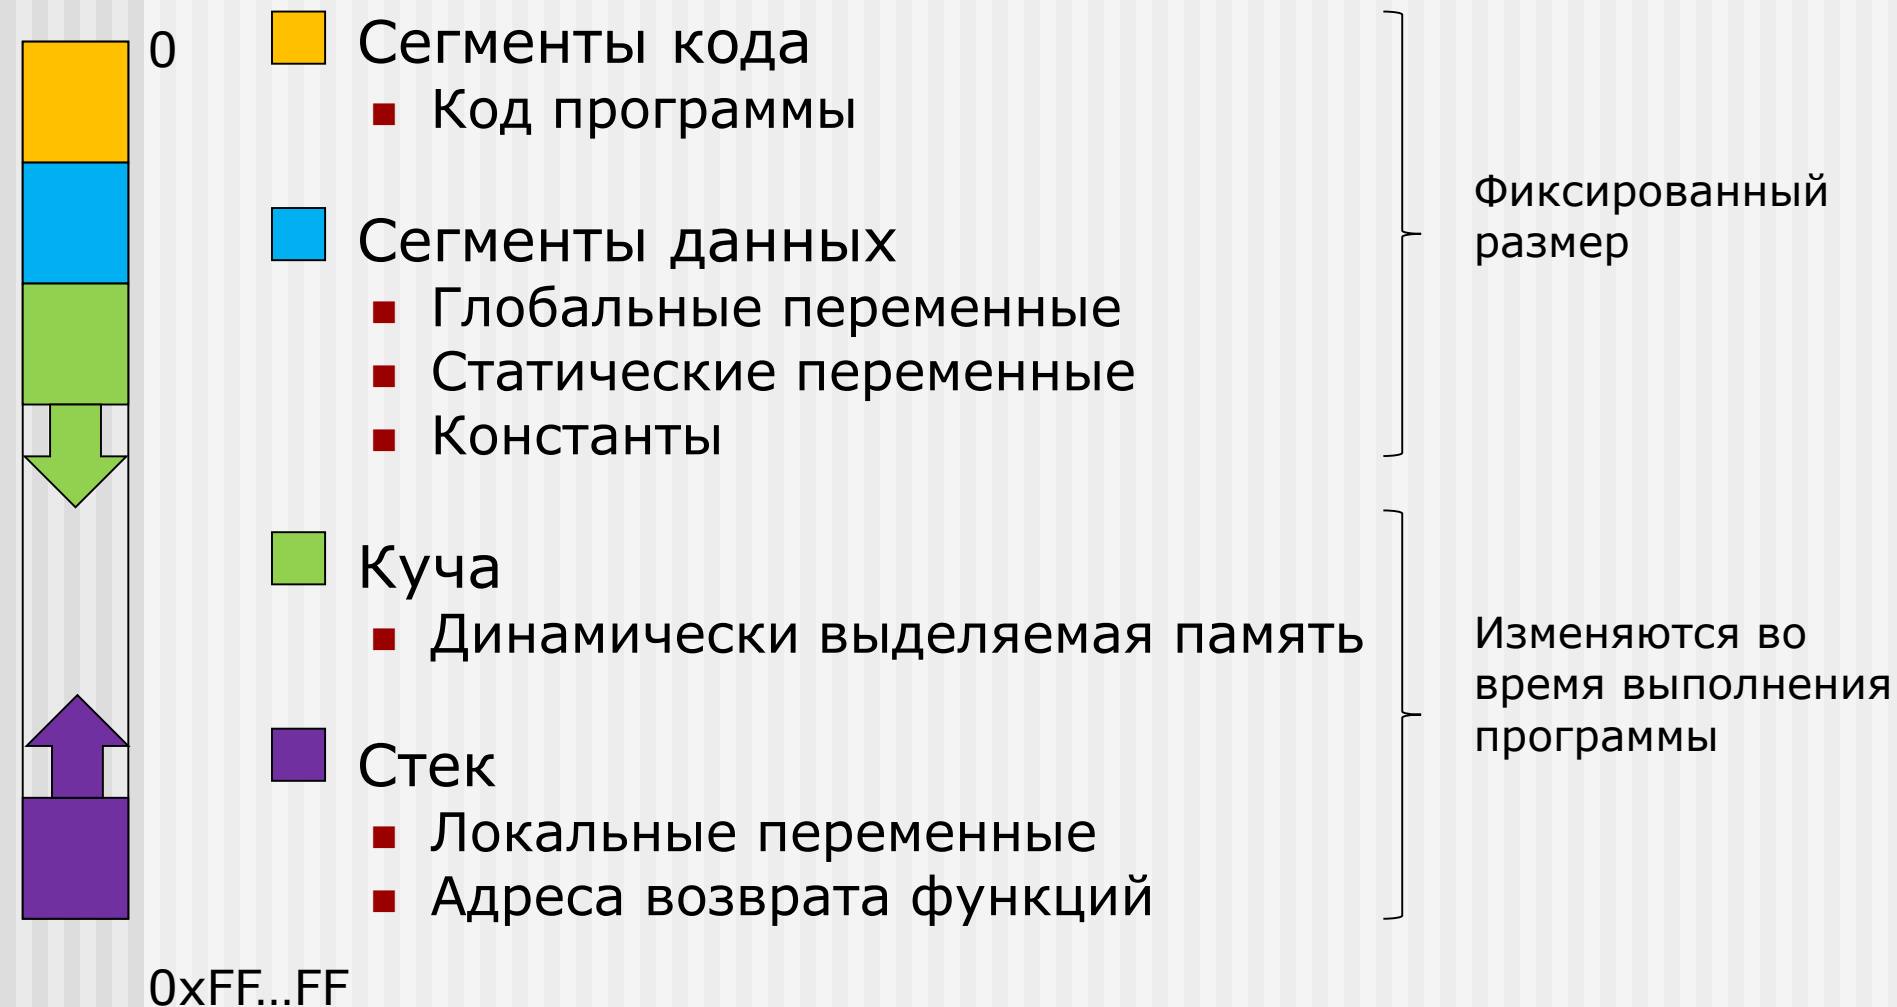 0
Сегменты кода
Код программы
Сегменты данных
Глобальные переменные
Статические переменные
Константы
Фиксированный
размер
Куча
Динамически выделяемая память
Стек
Локальные переменные
Адреса возврата функций
Изменяются во
время выполнения
программы
0xFF...FF